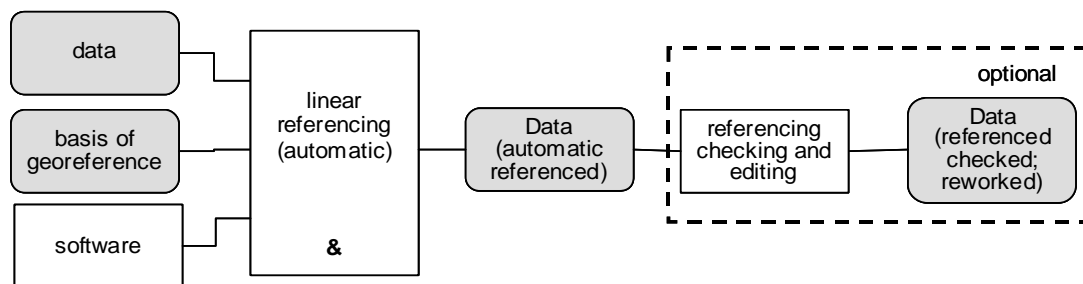 data
basis of
georeference
software
linear
referencing
(automatic)
&
Data
(automatic
referenced)
optional
referencing
checking and
editing
Data
(referenced
checked;
reworked)